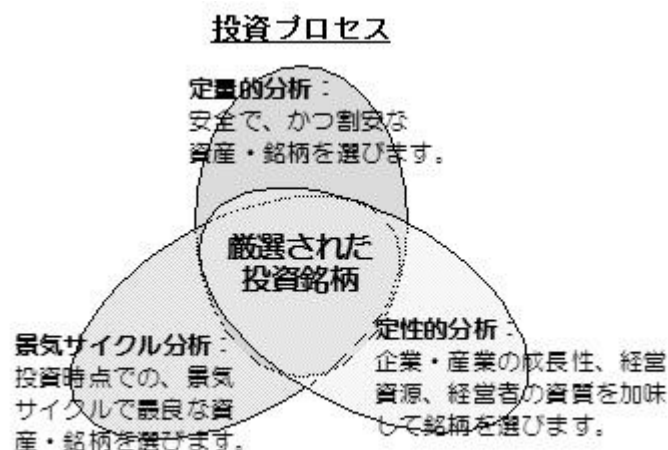 投資プロセス
定量的分析：
安全で、かつ割安な
資産・銘柄を選びます。
厳選された
投資銘柄
景気サイクル分析：
投資時点での、景気
サイクルで最良な資
産・銘柄を選びます。
定性的分析：
企業・産業の成長性、経営
資源、経営者の資質を加味
して銘柄を選びます。